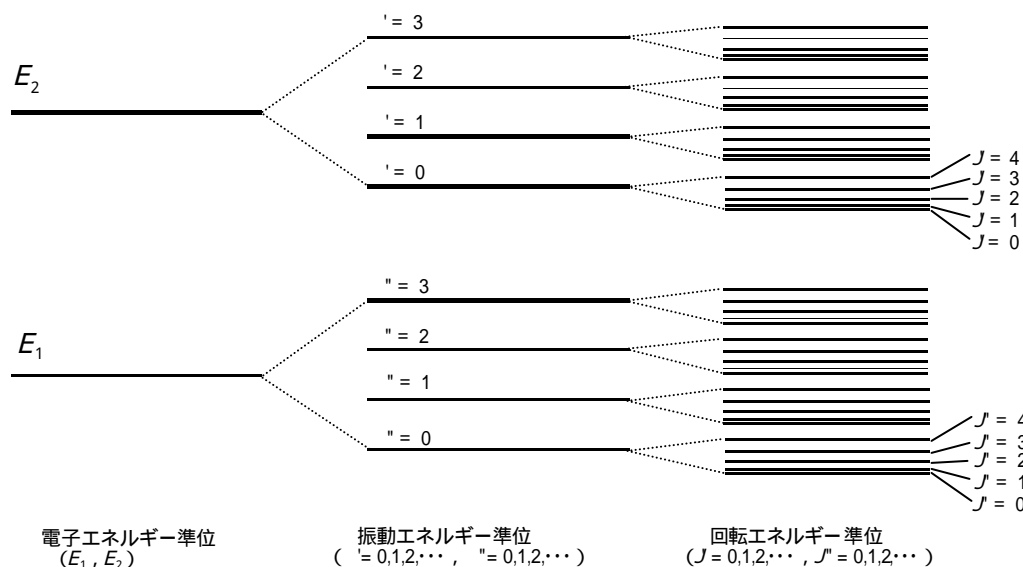 ' = 3
E2
' = 2
' = 1
' = 0
J' = 4
J' = 3
J' = 2
J' = 1
J' = 0
" = 3
E1
" = 2
" = 1
" = 0
J" = 4
J" = 3
J" = 2
J" = 1
J" = 0
電子エネルギー準位
(E1 , E2)
振動エネルギー準位
( ' = 0,1,2,… , " = 0,1,2,… )
回転エネルギー準位
(J' = 0,1,2,… , J" = 0,1,2,… )